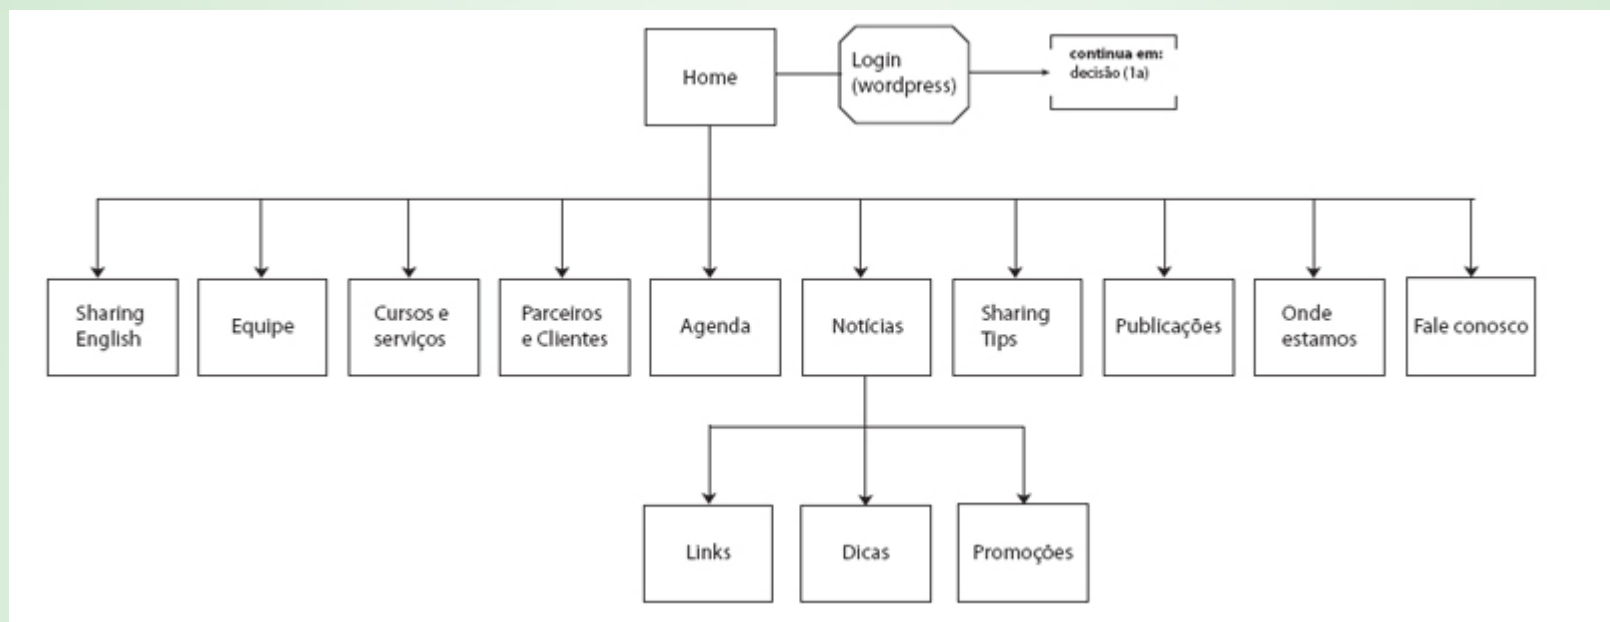 Home
Login
(wordpress)
continua em:
decisão (1a)
Sharing
English
Equipe
Cursos e
serviços
Parceiros
e Clientes
Agenda
Notícias
Sharing
Tips
Publicações
Onde
estamos
Fale conosco
Links
Dicas
Promoções